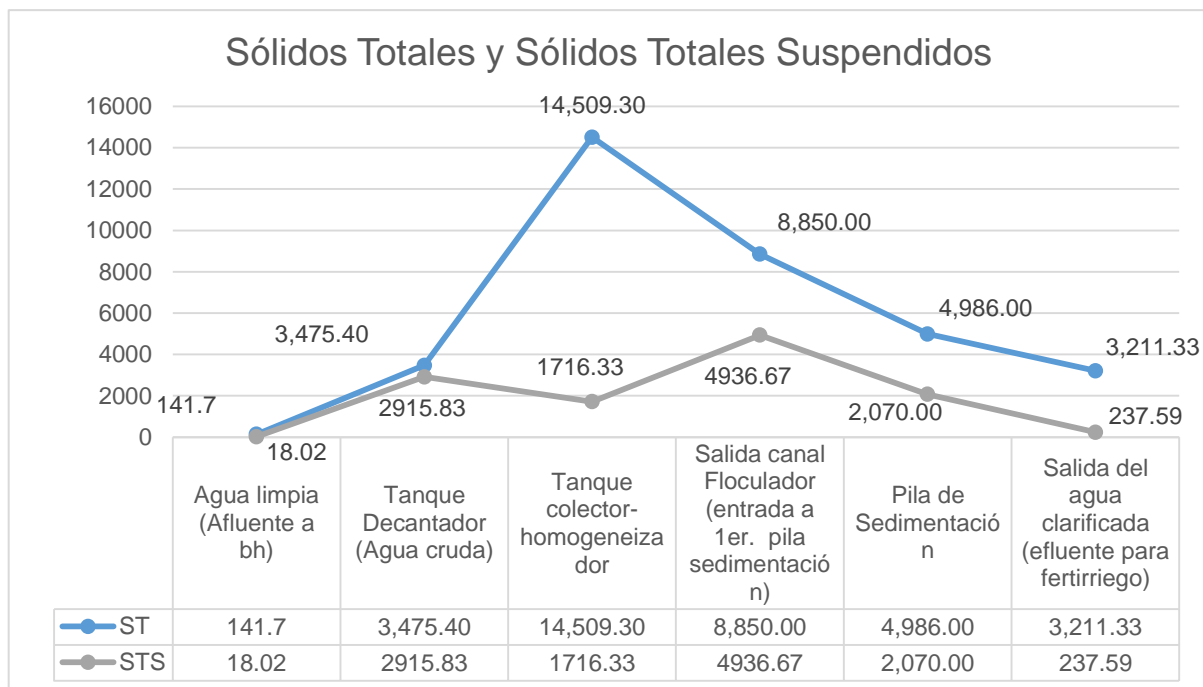 Sólidos Totales y Sólidos Totales Suspendidos
16000
14000
12000
10000
8000
6000
4000
2000
0
141.7
3,475.40
14,509.30
8,850.00
4,986.00
3,211.33
18.02
2915.83
1716.33
4936.67
2,070.00
237.59
Agua limpia
(Afluente a
bh)
Tanque
Decantador
(Agua cruda)
Tanque
colector-
homogeneiza
dor
Salida canal
Floculador
(entrada a
1er. pila
sedimentació
n)
Pila de
Sedimentació
n
Salida del
agua
clarificada
(efluente para
fertirriego)
ST 141.7 3,475.40 14,509.30 8,850.00 4,986.00 3,211.33
STS 18.02 2915.83 1716.33 4936.67 2,070.00 237.59